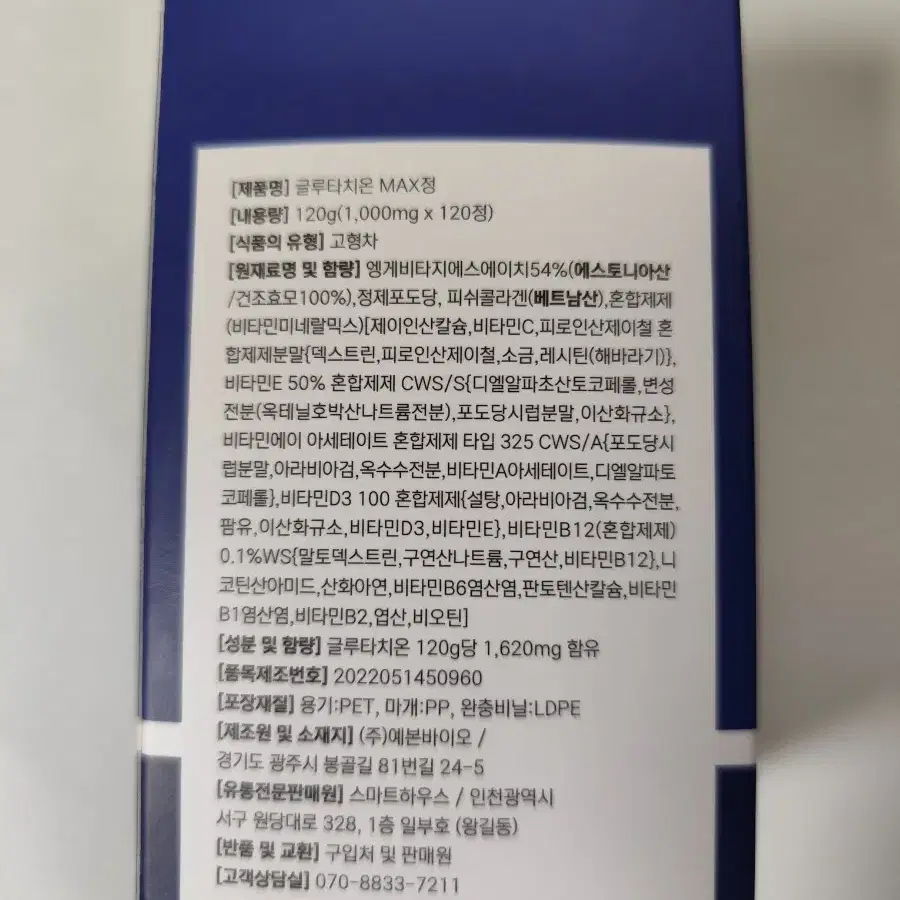 [제품명] 글루타치온 MAX정
[내용량] 120g(1,000mg x 120정)
[식품의 유형] 고형차
[원재료명 및 함량] 엥게비타지에스에이치54%(에스토니아산
/건조효모100%),정제포도당, 피쉬콜라겐(베트남산),혼합제제
(비타민미네랄믹스)[제이인산칼슘,비타민C,피로인산제이철 혼
합제제분말{덱스트린,피로인산제이철,소금,레시틴(해바라기)},
비타민E 50% 혼합제제 CWS/S{디엘알파초산토코페롤,변성
전분(옥테닐호박산나트륨전분),포도당시럽분말,이산화규소},
비타민에이 아세테이트 혼합제제 타입 325 CWS/A{포도당시
럽분말,아라비아검,옥수수전분,비타민A아세테이트,디엘알파토
코페롤},비타민D3 100 혼합제제{설탕,아라비아검,옥수수전분,
팜유,이산화규소,비타민D3,비타민E},비타민B12(혼합제제)
0.1%WS{말토덱스트린,구연산나트륨,구연산,비타민B12},니
코틴산아미드,산화아연,비타민B6염산염,판토텐산칼슘,비타민
B1염산염,비타민B2,엽산,비오틴]
[성분 및 함량] 글루타치온 120g당 1,620mg 함유
[품목제조번호] 2022051450960
[포장재질] 용기:PET, 마개:PP, 완충비닐:LDPE
[제조원 및 소재지] (주)예본바이오 /
경기도 광주시 봉골길 81번길 24-5
[유통전문판매원] 스마트하우스 / 인천광역시
서구 원당대로 328, 1층 일부호 (왕길동)
[반품 및 교환] 구입처 및 판매원
[고객상담실] 070-8833-7211